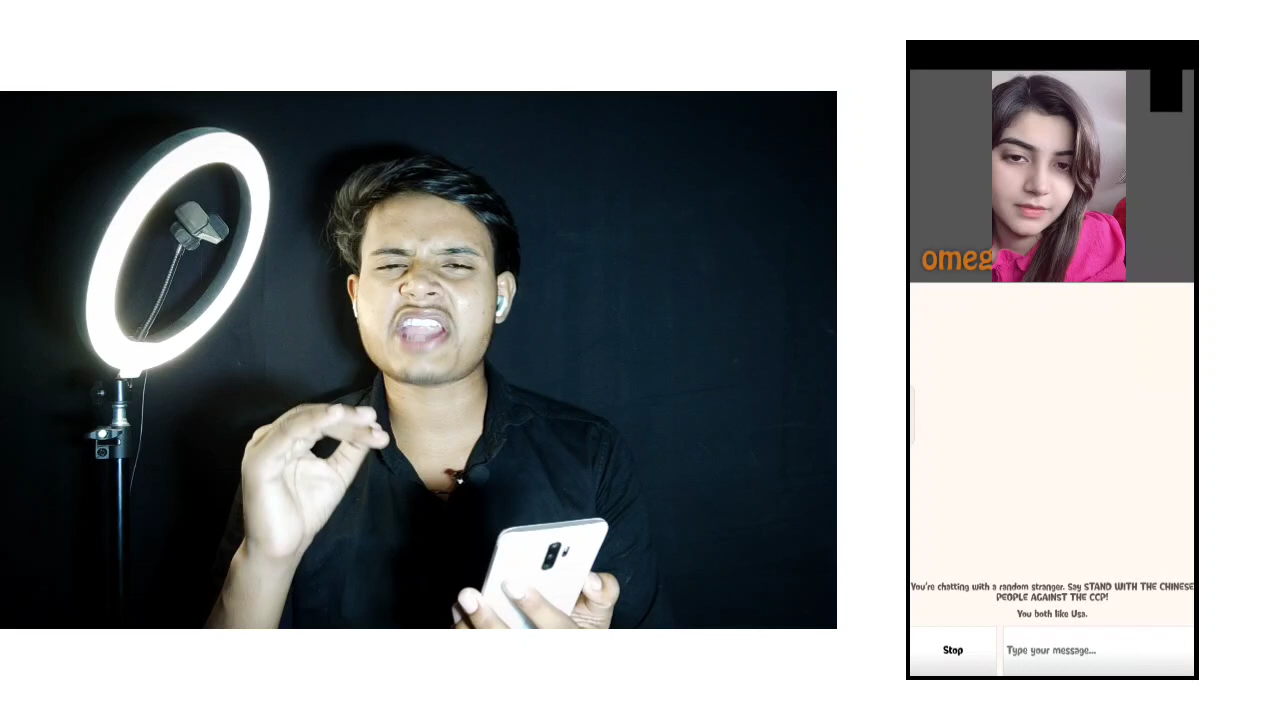 omeg
You're chatting with a random stranger. Say STAND WITH THE CHINESE
PEOPLE AGAINST THE CCP!
You both like Usa.
Stop
Type your message...